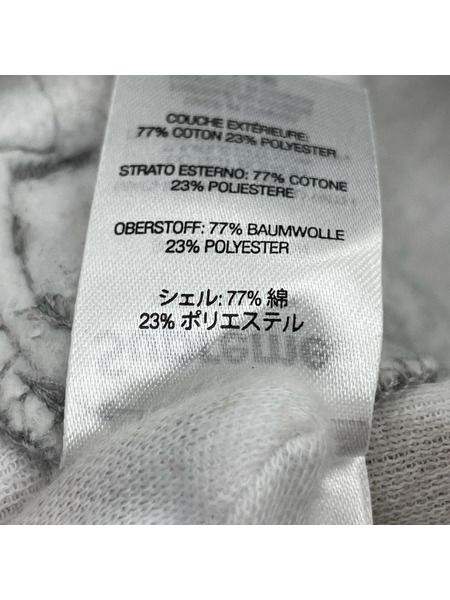 COUCHE EXTÉRIEURE:
77% COTON 23% POLYESTER
STRATO ESTERNO: 77% COTONE
23% POLIESTERE
OBERSTOFF: 77% BAUMWOLLE
23% POLYESTER
シェル: 77% 綿
23% ポリエステル